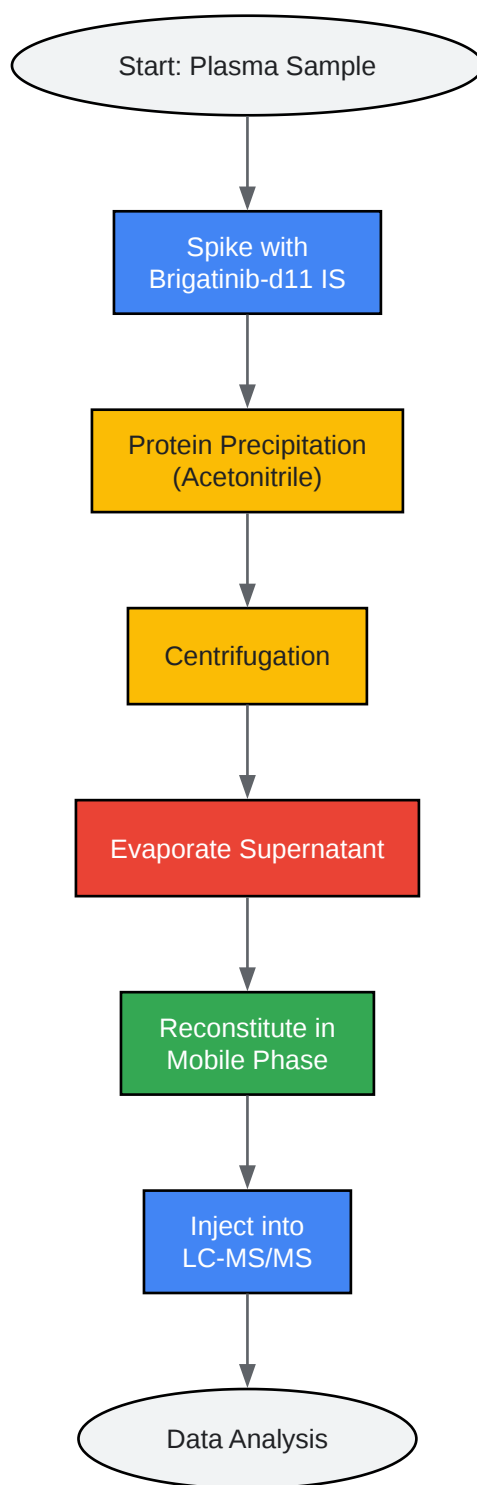 Start: Plasma Sample
Spike with
Brigatinib-d11 IS
Protein Precipitation
(Acetonitrile)
Centrifugation
Evaporate Supernatant
Reconstitute in
Mobile Phase
Inject into
LC-MS/MS
Data Analysis